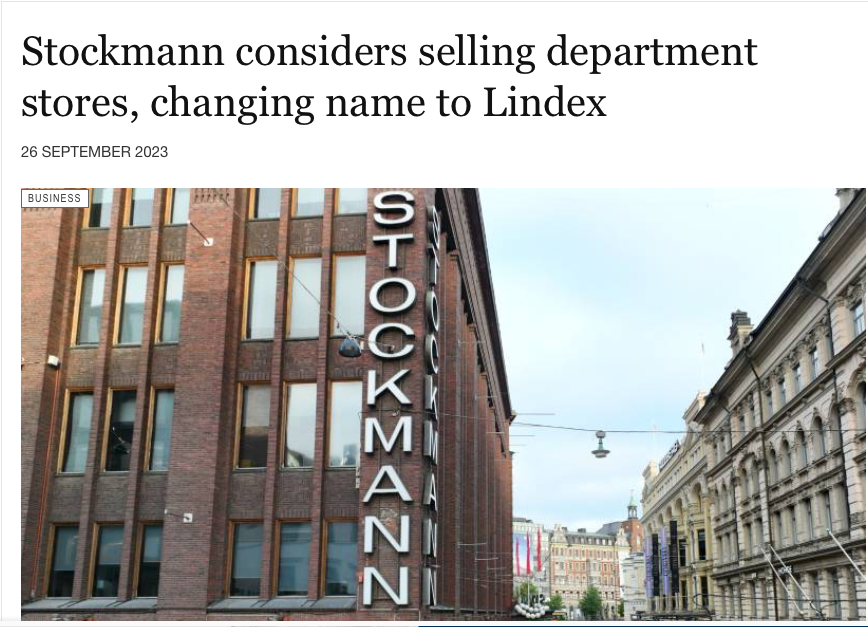 Stockmann considers selling department
stores, changing name to Lindex
26 SEPTEMBER 2023
BUSINESS
STOCKMANN
STOCKMANN